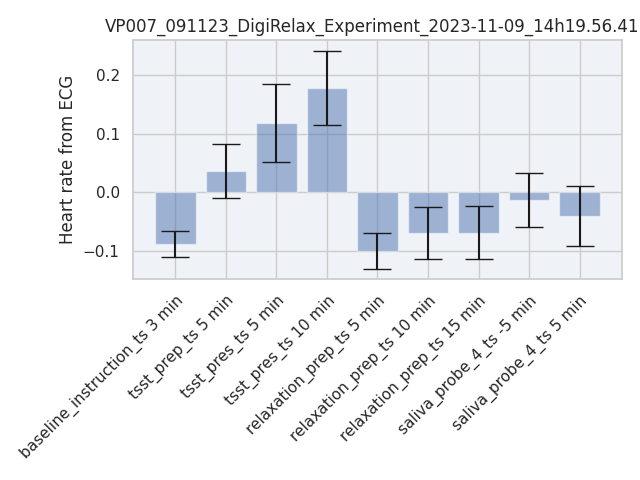 VP007_091123_DigiRelax_Experiment_2023-11-09_14h19.56.41
Heart rate from ECG
0.2
0.1
0.0
−0.1
baseline_instruction_ts 3 min
tsst_prep_ts 5 min
tsst_pres_ts 5 min
tsst_pres_ts 10 min
relaxation_prep_ts 5 min
relaxation_prep_ts 10 min
relaxation_prep_ts 15 min
saliva_probe_4_ts -5 min
saliva_probe_4_ts 5 min